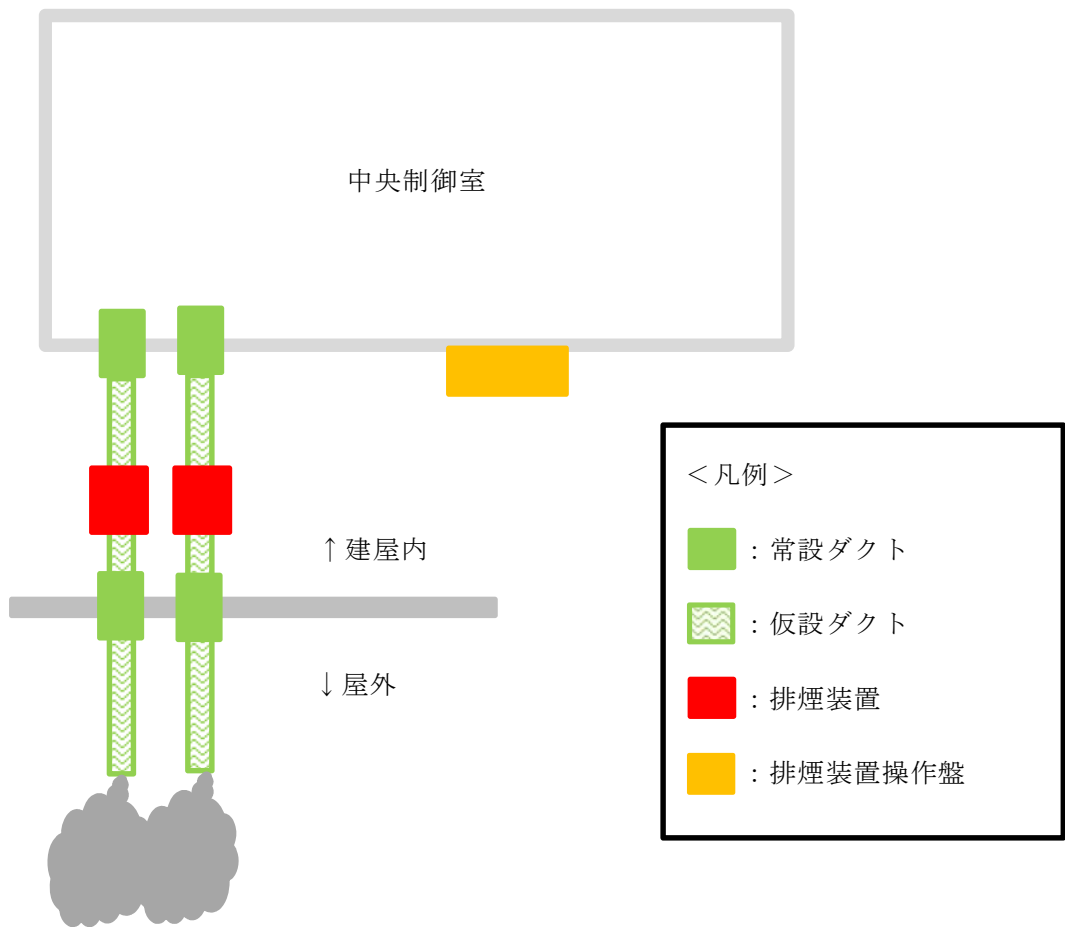 中央制御室
↑建屋内
↓屋外
＜凡例＞
：常設ダクト
：仮設ダクト
：排煙装置
：排煙装置操作盤